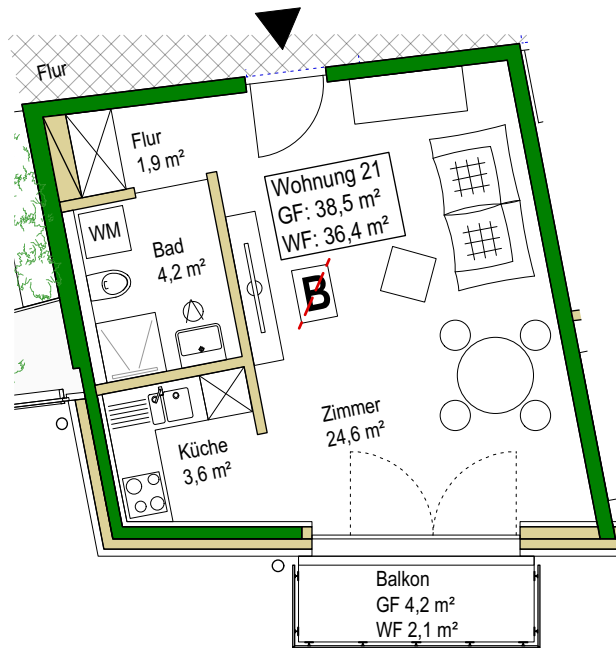 Flur
Flur
1,9 m²
Wohnung 21
GF: 38,5 m²
WF: 36,4 m²
WM
Bad
4,2 m²
B
Zimmer
24,6 m²
Küche
3,6 m²
Balkon
GF 4,2 m²
WF 2,1 m²